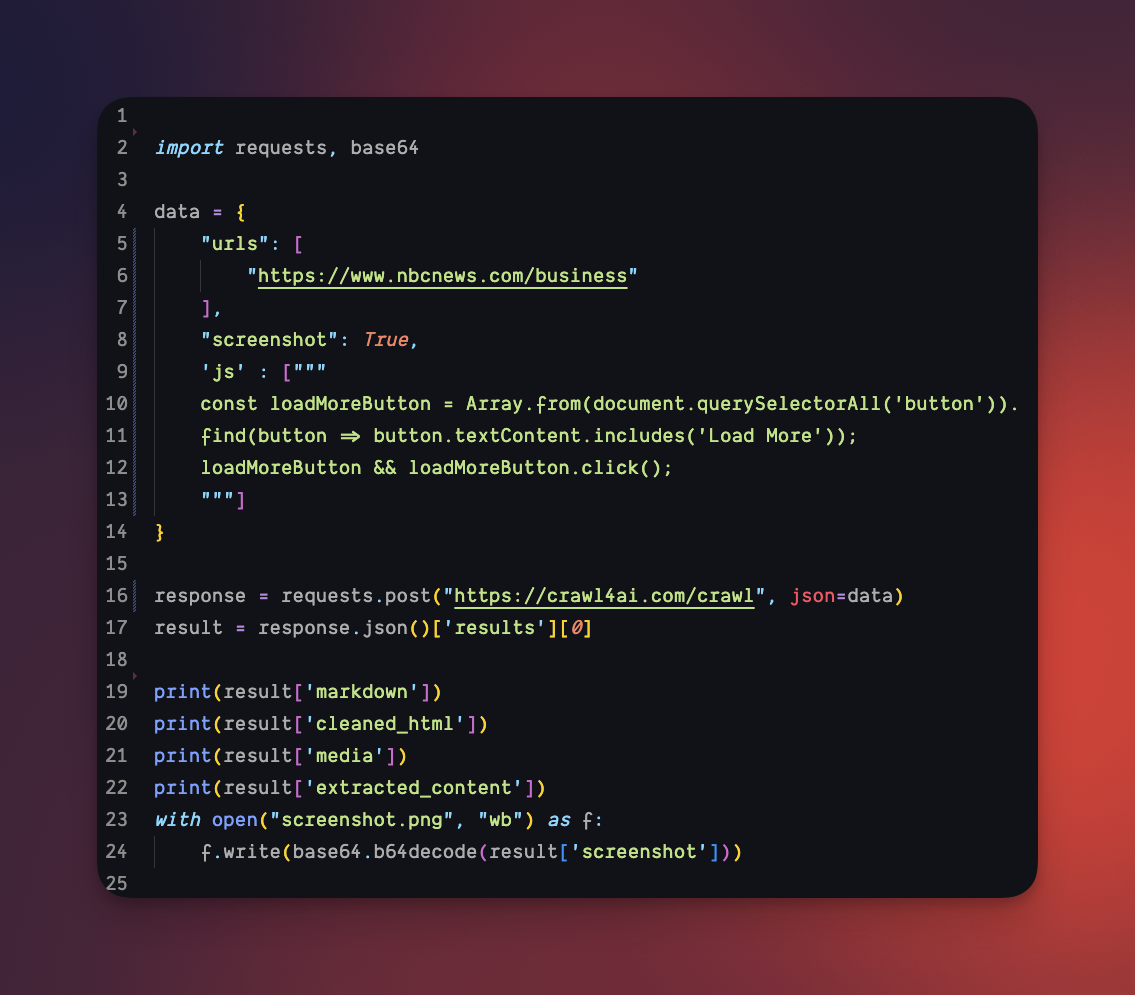 1
2 import requests, base64
3
4 data = {
5     "urls": [
6         "https://www.nbcnews.com/business"
7     ],
8     "screenshot": True,
9     'js' : ["""
10     const loadMoreButton = Array.from(document.querySelectorAll('button')).
11     find(button => button.textContent.includes('Load More'));
12     loadMoreButton && loadMoreButton.click();
13     """]
14 }
15
16 response = requests.post("https://crawl4ai.com/crawl", json=data)
17 result = response.json()['results'][0]
18
19 print(result['markdown'])
20 print(result['cleaned_html'])
21 print(result['media'])
22 print(result['extracted_content'])
23 with open("screenshot.png", "wb") as f:
24     f.write(base64.b64decode(result['screenshot']))
25